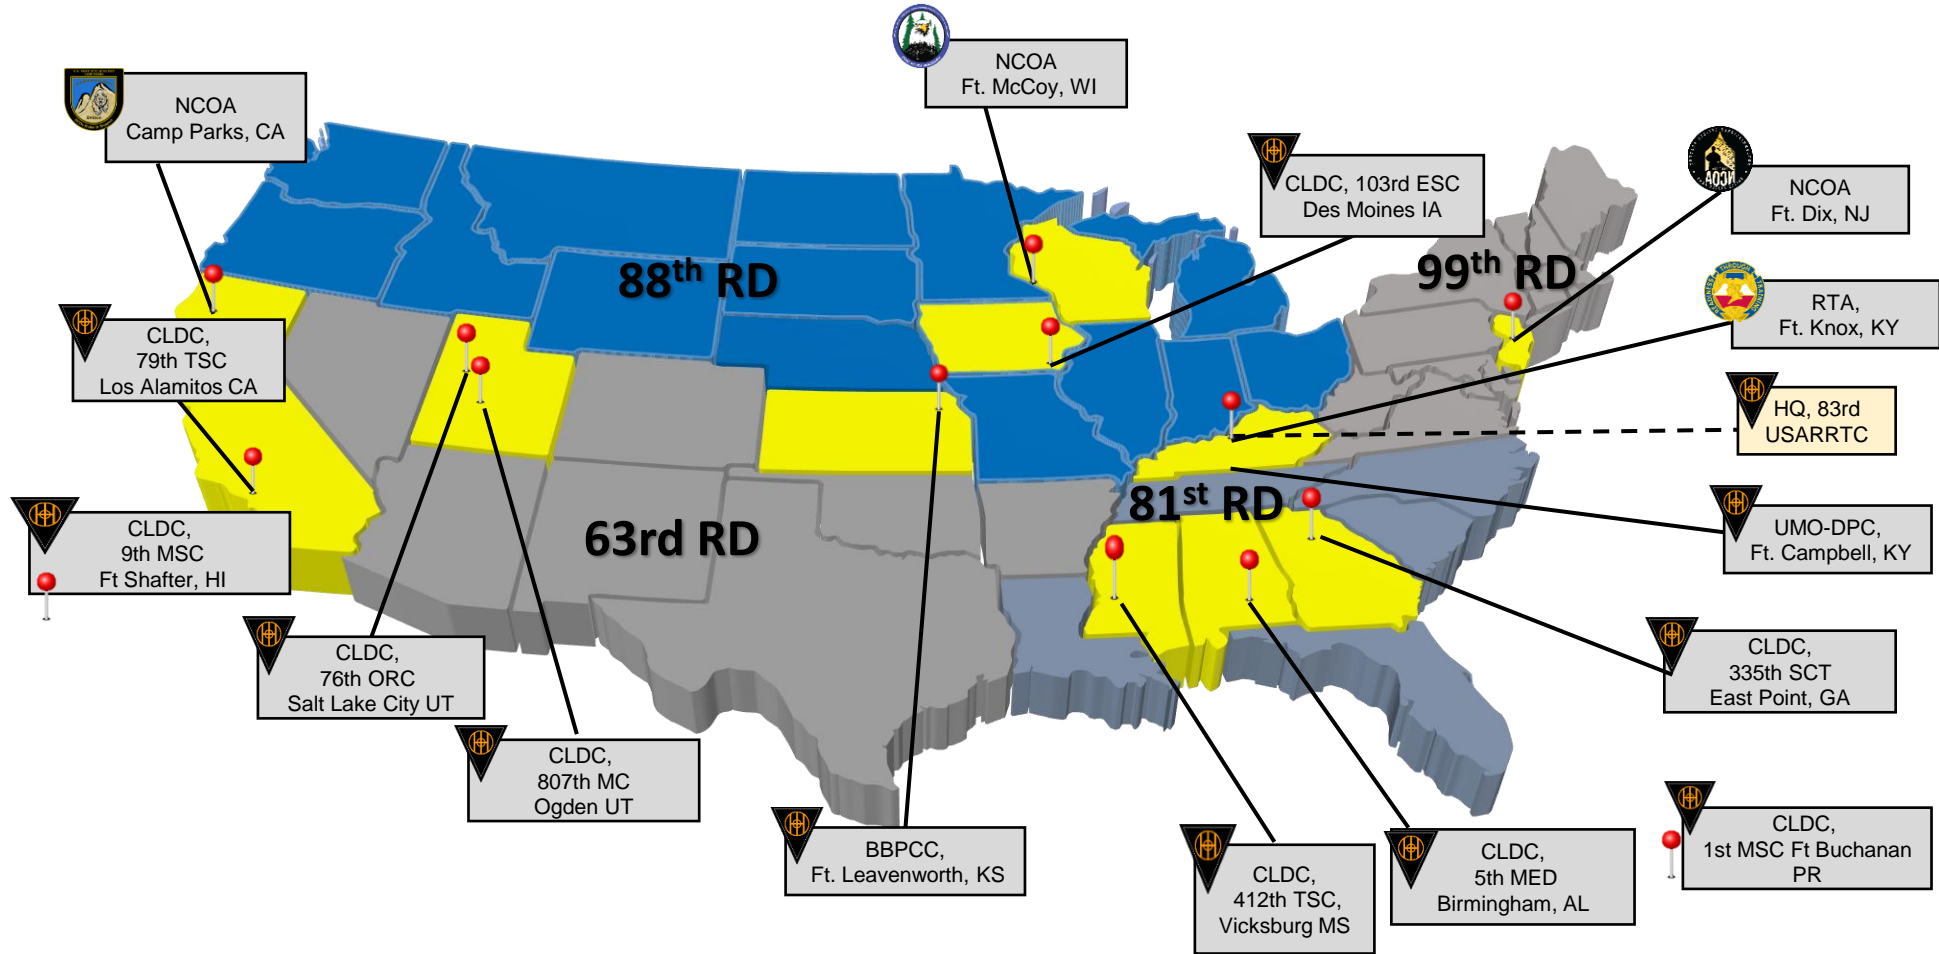 NCOA
Camp Parks, CA
NCOA
Ft. McCoy, WI
CLDC, 103rd ESC
Des Moines IA
NCOA
NCOA
Ft. Dix, NJ
88th RD
99th RD
READINESS THROUGH TRAINING
RTA,
Ft. Knox, KY
CLDC,
79th TSC
Los Alamitos CA
HQ, 83rd
USARRTC
63rd RD
81st RD
CLDC,
9th MSC
Ft Shafter, HI
UMO-DPC,
Ft. Campbell, KY
CLDC,
76th ORC
Salt Lake City UT
CLDC,
335th SCT
East Point, GA
CLDC,
807th MC
Ogden UT
BBPCC,
Ft. Leavenworth, KS
CLDC,
412th TSC,
Vicksburg MS
CLDC,
5th MED
Birmingham, AL
CLDC,
1st MSC Ft Buchanan
PR